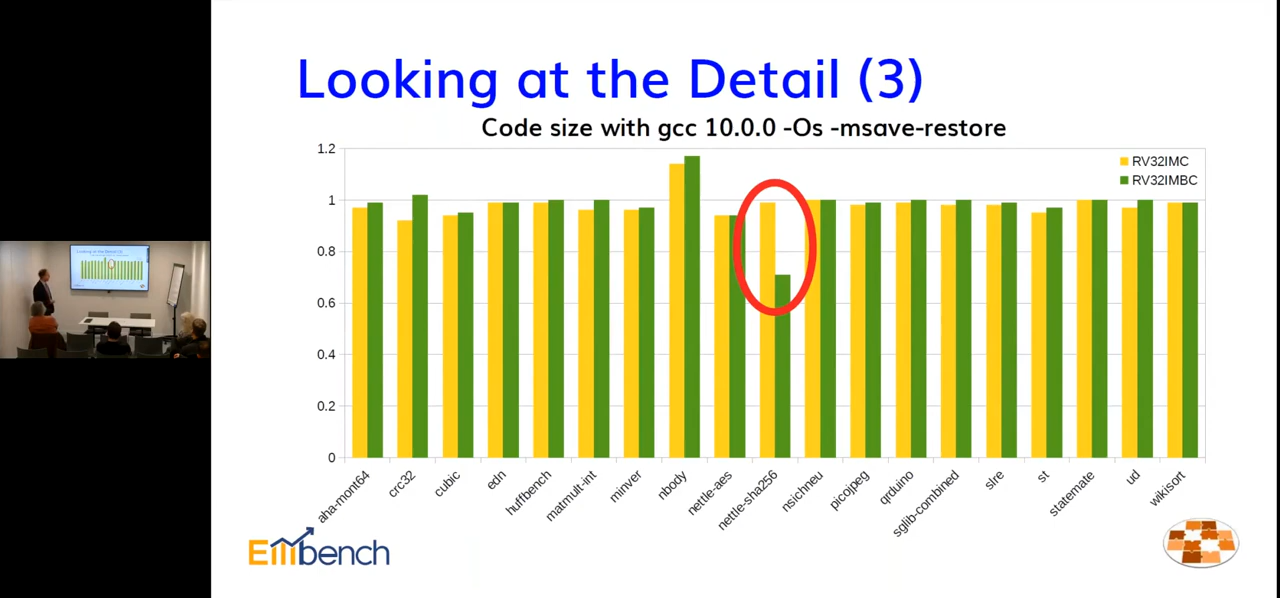 Looking at the Detail (3)
Code size with gcc 10.0.0 -Os -msave-restore
1.2
1
0.8
0.6
0.4
0.2
0
RV32IMC
RV32IMBC
aha-mont64
crc32
cubic
edn
huffbench
matmult-int
minver
nbody
nettle-aes
nettle-sha256
nsichneu
picojpeg
qrduino
sglib-combined
slre
st
statemate
ud
wikisort
Embench